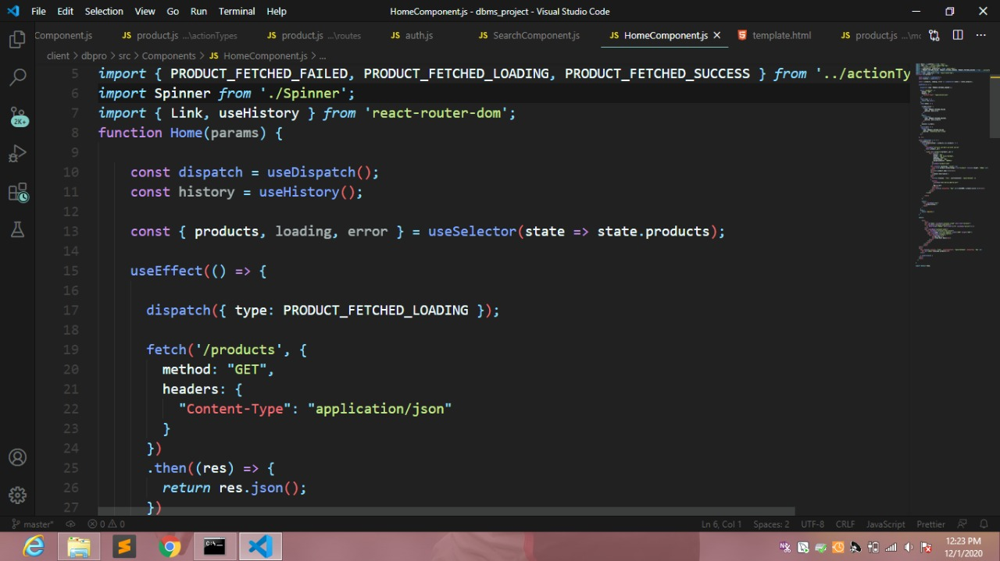 File Edit Selection View Go Run Terminal Help HomeComponent.js - dbms_project - Visual Studio Code
Component.js JS product.js ...\actionTypes JS product.js ...\routes JS auth.js JS SearchComponent.js JS HomeComponent.js template.html JS product.js ...\mo
client > dbpro > src > Components > JS HomeComponent.js > ...
5 import { PRODUCT_FETCHED_FAILED, PRODUCT_FETCHED_LOADING, PRODUCT_FETCHED_SUCCESS } from '../actionTy
6 import Spinner from './Spinner';
7 import { Link, useHistory } from 'react-router-dom';
8 function Home(params) {
9
10 const dispatch = useDispatch();
11 const history = useHistory();
12
13 const { products, loading, error } = useSelector(state => state.products);
14
15 useEffect(() => {
16
17 dispatch({ type: PRODUCT_FETCHED_LOADING });
18
19 fetch('/products', {
20 method: "GET",
21 headers: {
22 "Content-Type": "application/json"
23 }
24 })
25 .then((res) => {
26 return res.json();
27 })
2K+
master* 0 0 Ln 6, Col 1 Spaces: 2 UTF-8 CRLF JavaScript Prettier
12:23 PM
12/1/2020